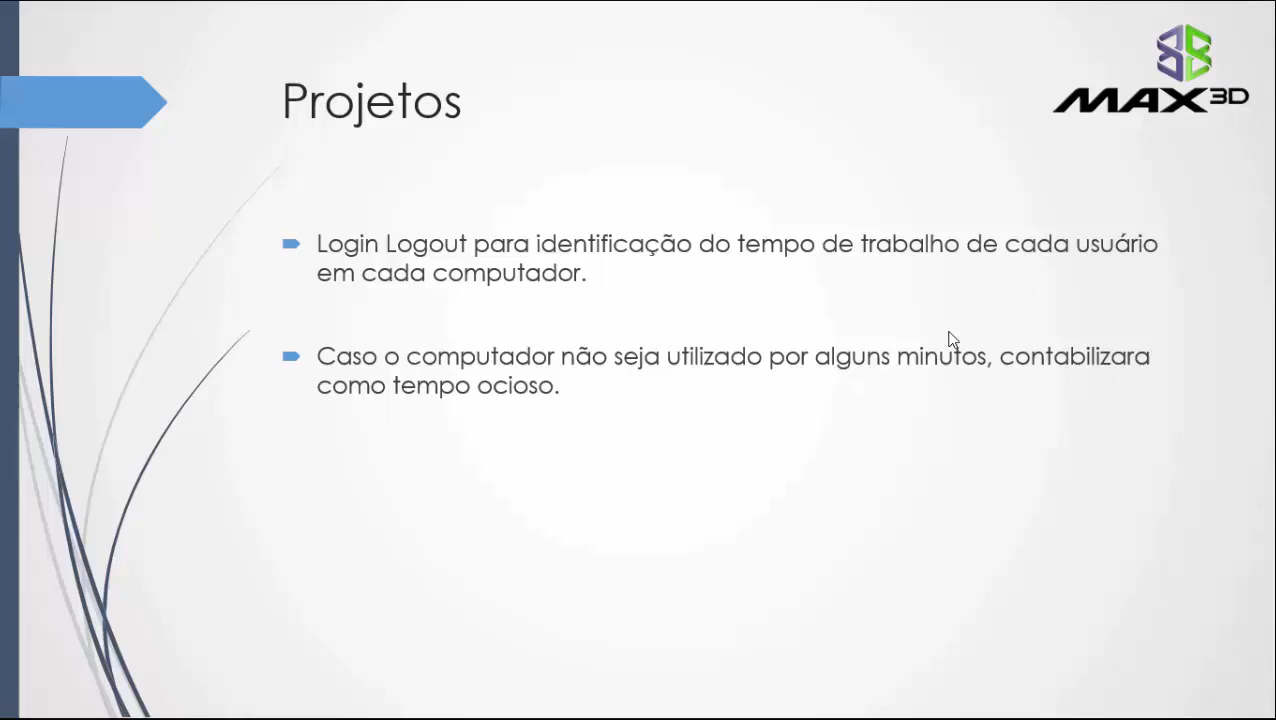 Projetos
MAX3D
Login Logout para identificação do tempo de trabalho de cada usuário
em cada computador.
Caso o computador não seja utilizado por alguns minutos, contabilizara
como tempo ocioso.